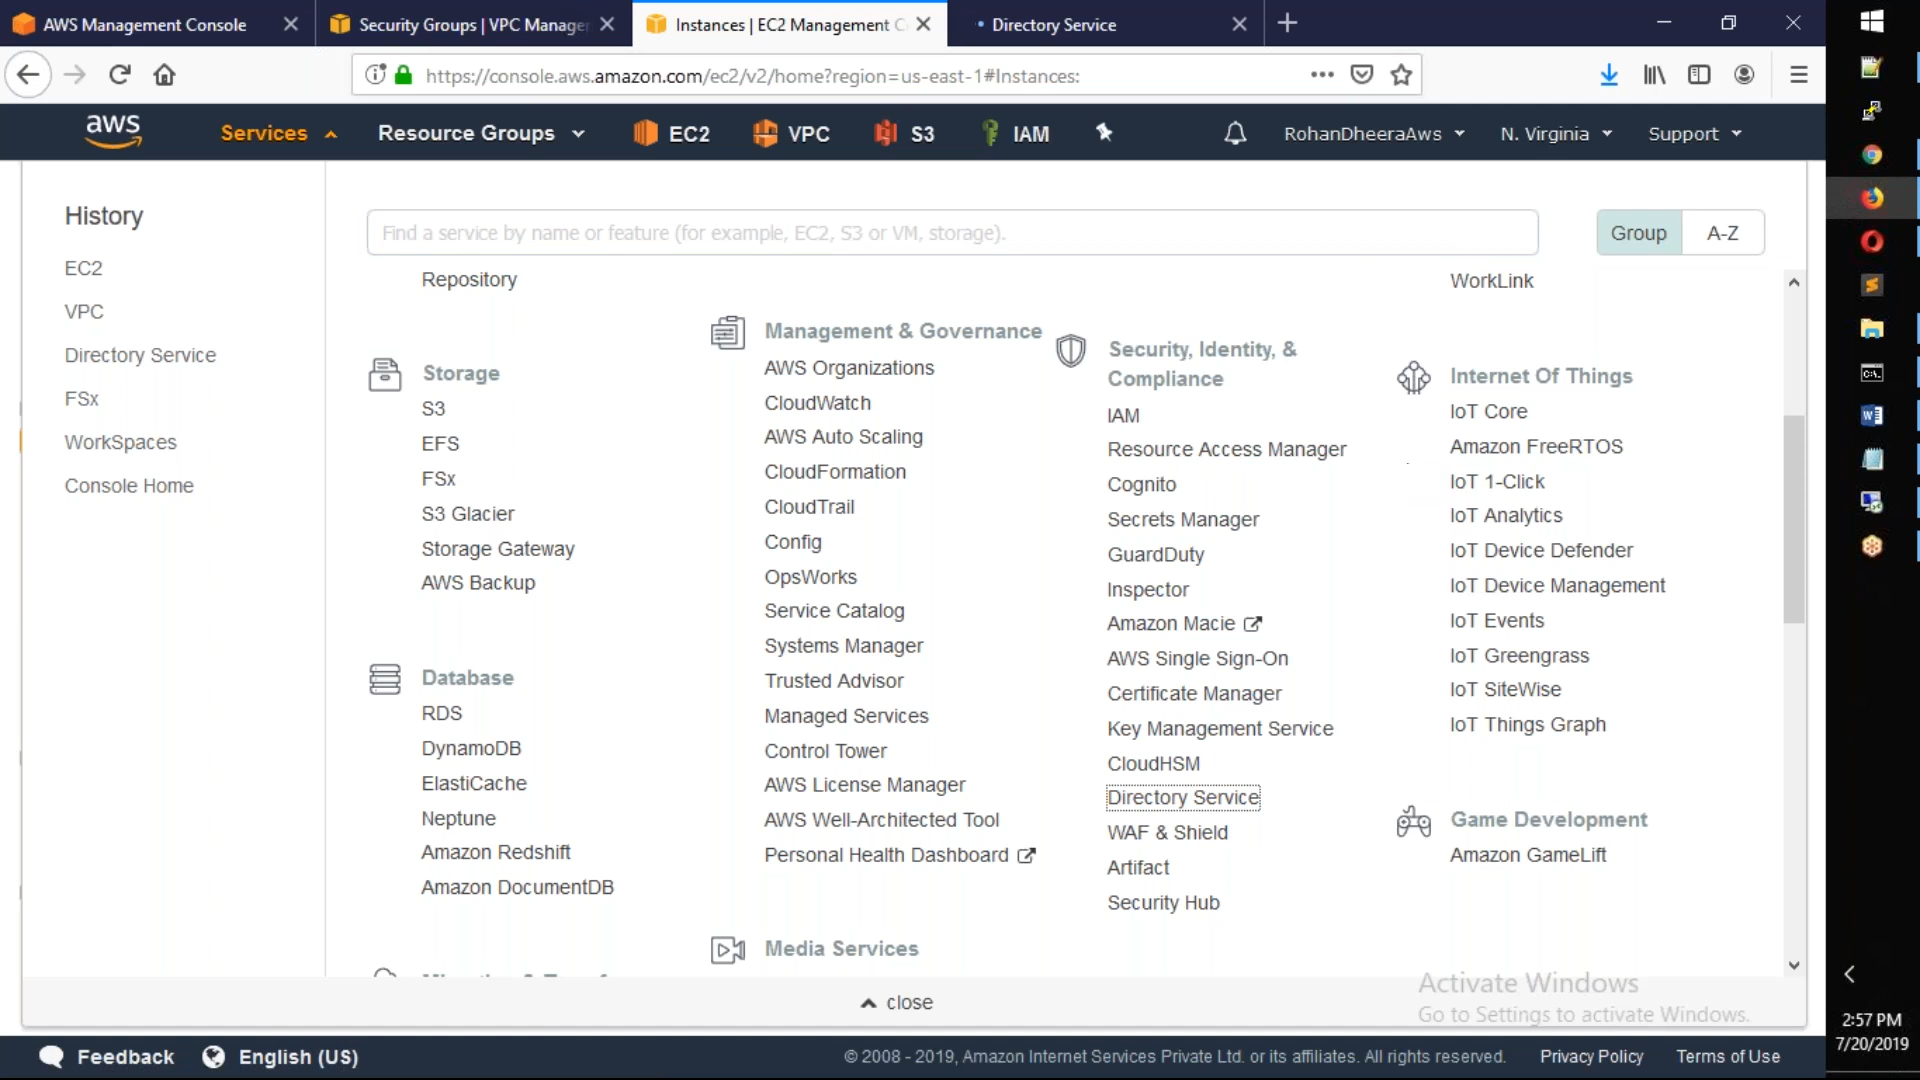 AWS Management Console
Security Groups | VPC Manage
Instances | EC2 Management C
Directory Service
https://console.aws.amazon.com/ec2/v2/home?region=us-east-1#Instances:
aws
Services
Resource Groups
EC2
VPC
S3
IAM
RohanDheeraAws
N. Virginia
Support
History
EC2
VPC
Directory Service
FSx
WorkSpaces
Console Home
Find a service by name or feature (for example, EC2, S3 or VM, storage).
Group
A-Z
Repository
Storage
S3
EFS
FSx
S3 Glacier
Storage Gateway
AWS Backup
Database
RDS
DynamoDB
ElastiCache
Neptune
Amazon Redshift
Amazon DocumentDB
Management & Governance
AWS Organizations
CloudWatch
AWS Auto Scaling
CloudFormation
CloudTrail
Config
OpsWorks
Service Catalog
Systems Manager
Trusted Advisor
Managed Services
Control Tower
AWS License Manager
AWS Well-Architected Tool
Personal Health Dashboard
Media Services
Security, Identity, &
Compliance
IAM
Resource Access Manager
Cognito
Secrets Manager
GuardDuty
Inspector
Amazon Macie
AWS Single Sign-On
Certificate Manager
Key Management Service
CloudHSM
Directory Service
WAF & Shield
Artifact
Security Hub
WorkLink
Internet Of Things
IoT Core
Amazon FreeRTOS
IoT 1-Click
IoT Analytics
IoT Device Defender
IoT Device Management
IoT Events
IoT Greengrass
IoT SiteWise
IoT Things Graph
Game Development
Amazon GameLift
close
Activate Windows
Go to Settings to activate Windows.
Feedback
English (US)
© 2008 - 2019, Amazon Internet Services Private Ltd. or its affiliates. All rights reserved.
Privacy Policy
Terms of Use
2:57 PM
7/20/2019